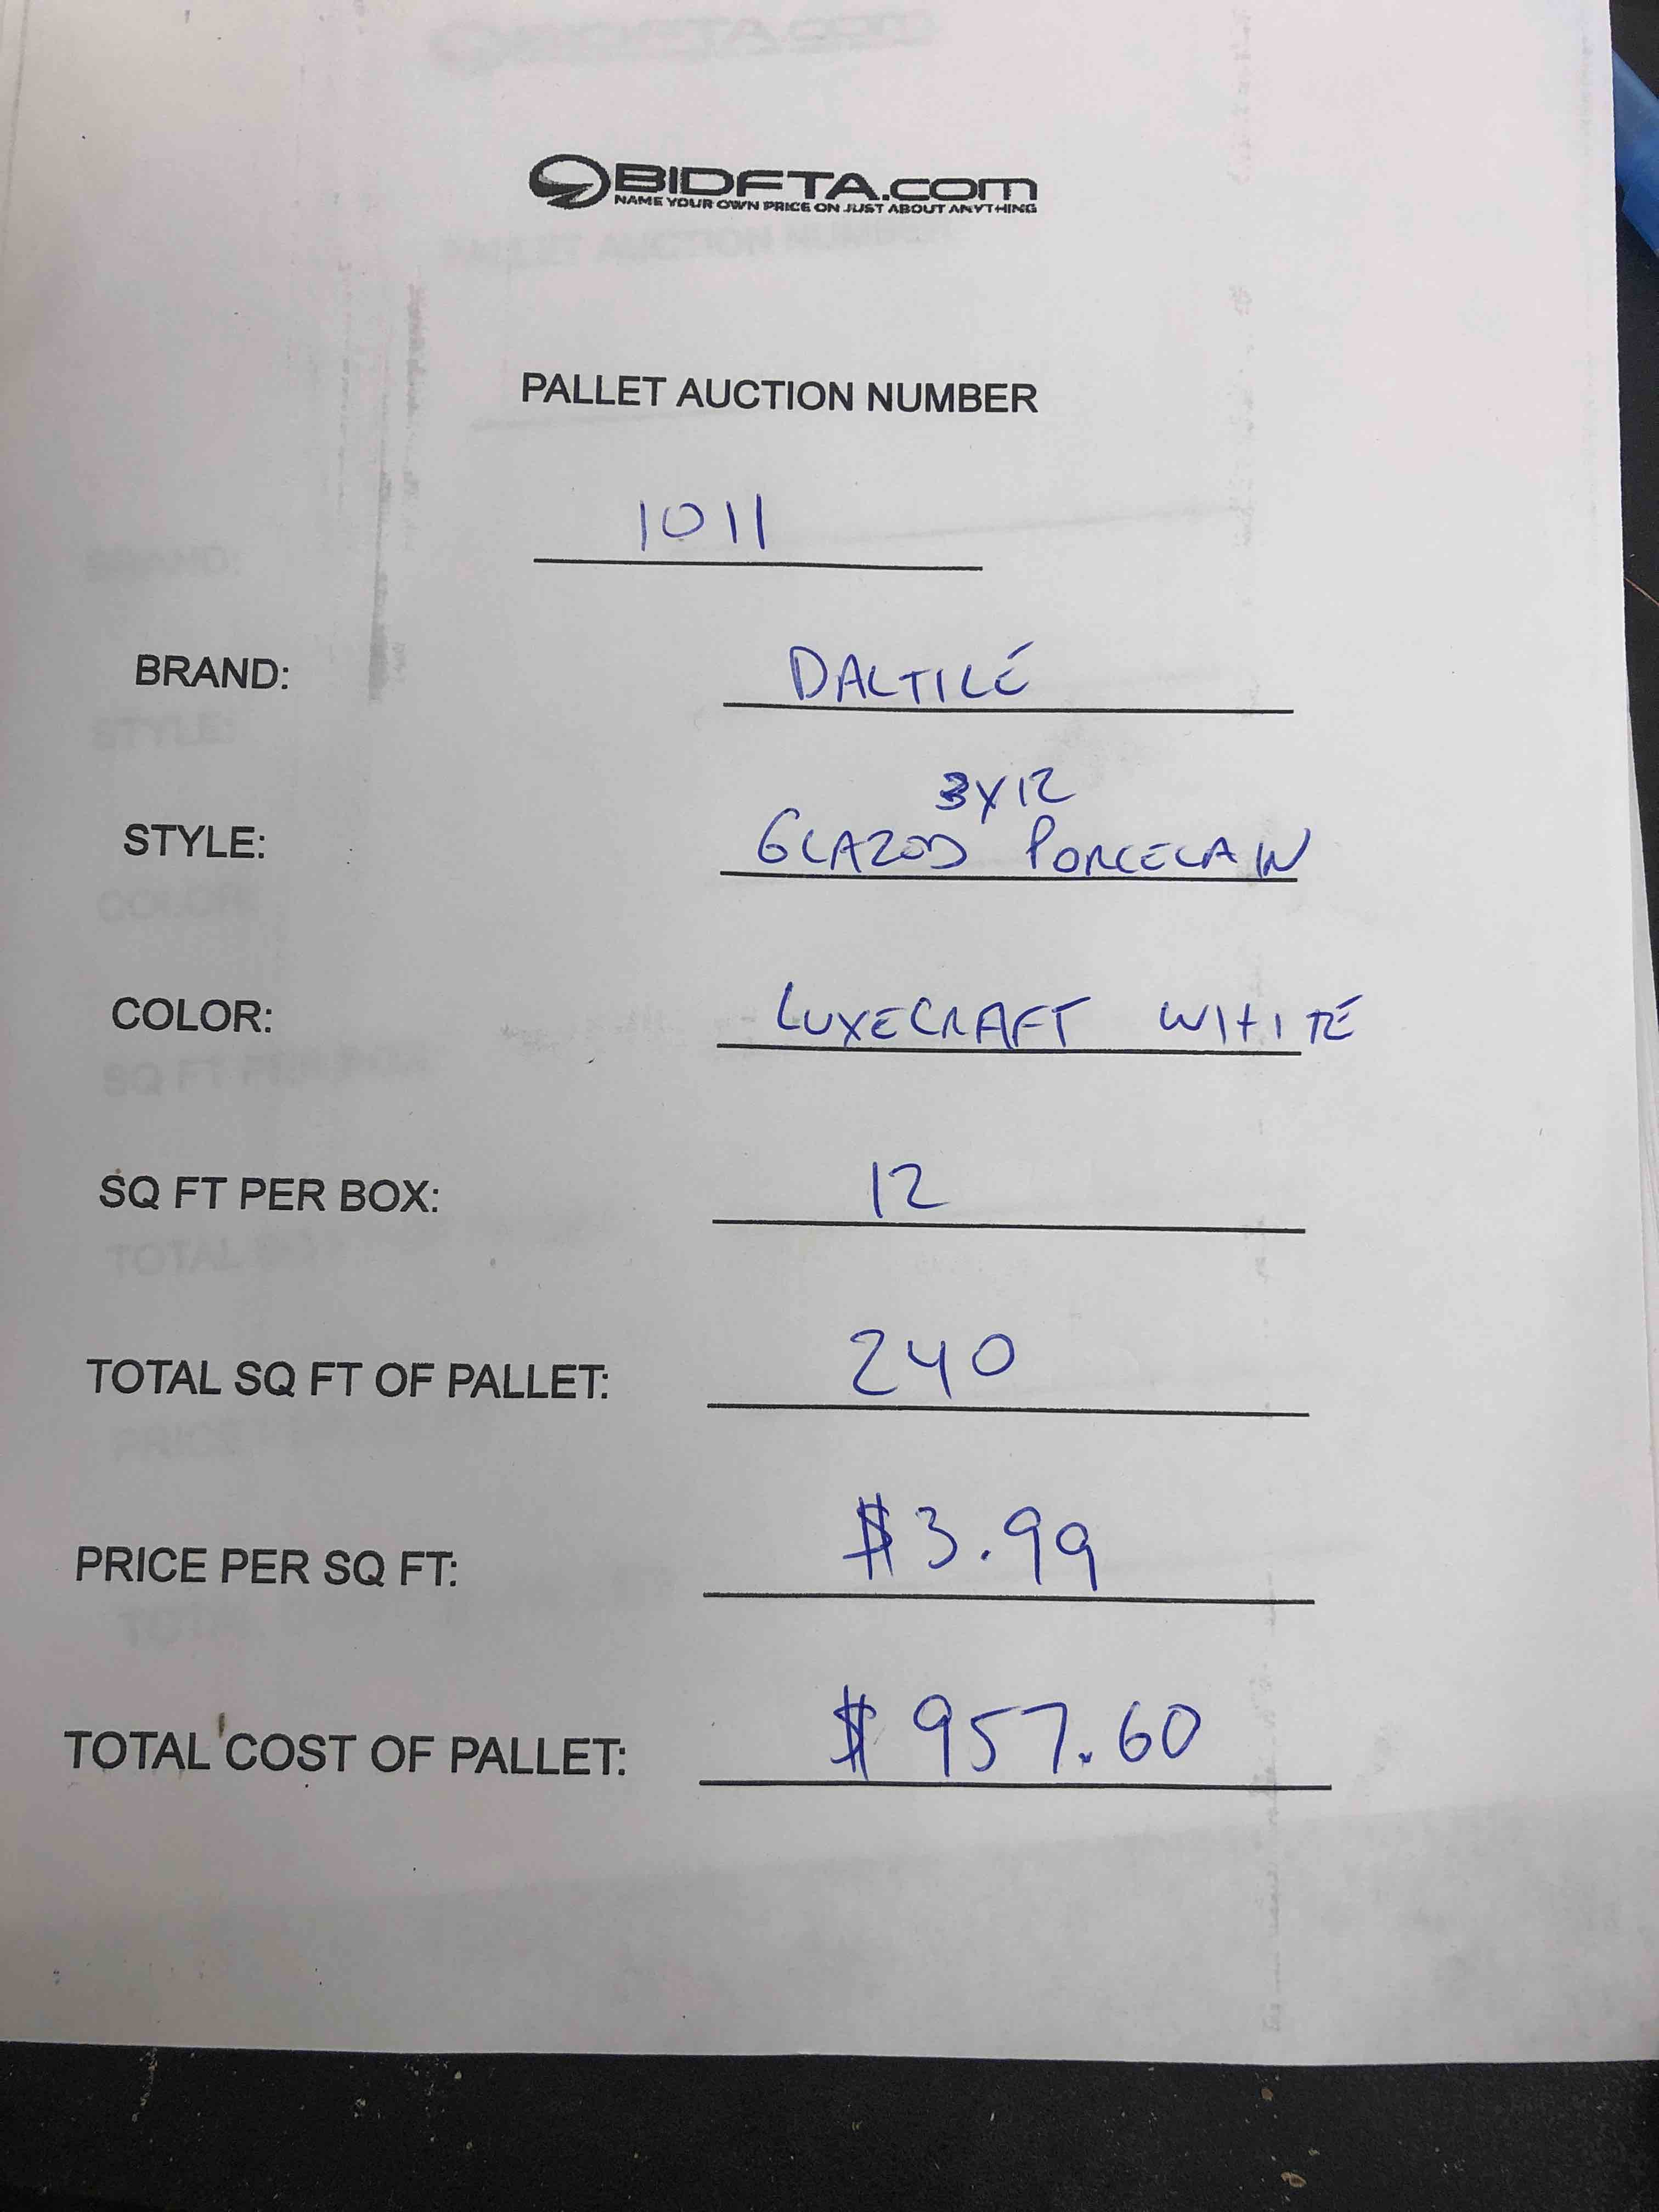 BIDFTA.com
NAME YOUR OWN PRICE ON JUST ABOUT ANYTHING
PALLET AUCTION NUMBER
1011
BRAND: DALTILE
3X12
STYLE: GLAZED PORCELAIN
COLOR: LUXECRAFT WHITE
SQ FT PER BOX: 12
TOTAL SQ FT OF PALLET: 240
PRICE PER SQ FT: $3.99
TOTAL COST OF PALLET: $957.60